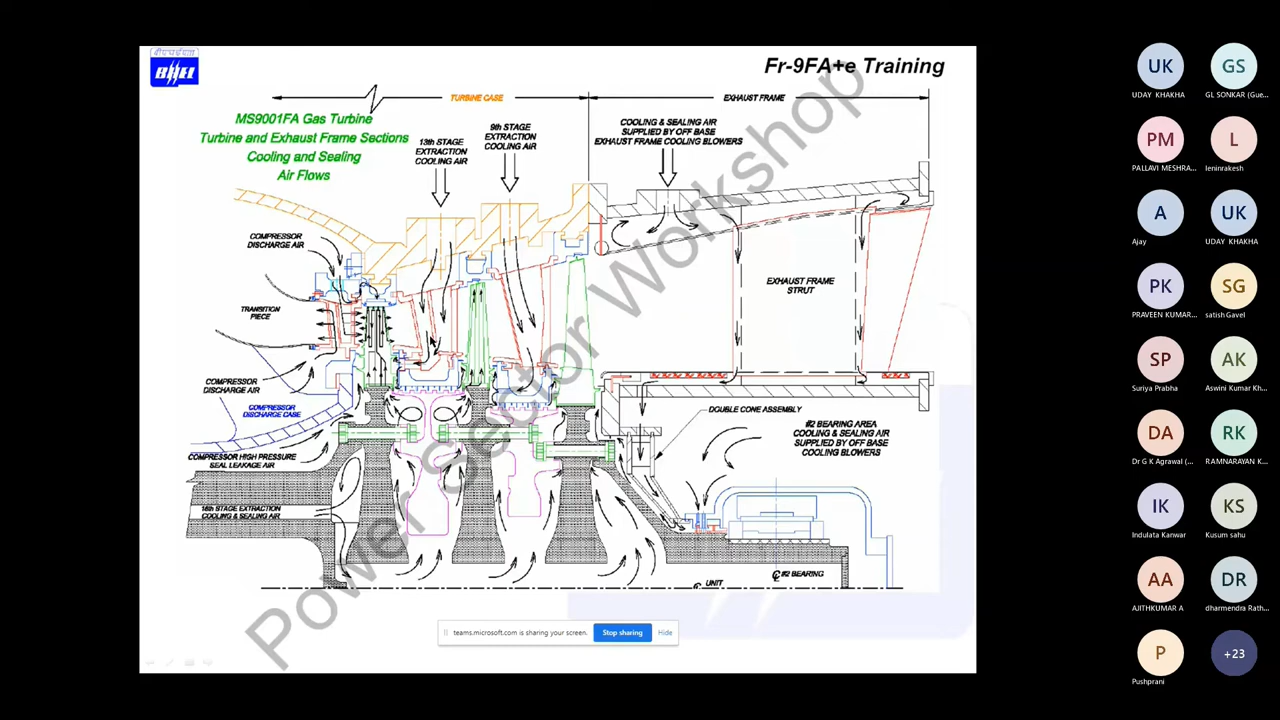 BHEL
Fr-9FA+e Training
TURBINE CASE
EXHAUST FRAME
MS9001FA Gas Turbine
Turbine and Exhaust Frame Sections
Cooling and Sealing
Air Flows
13th STAGE
EXTRACTION
COOLING AIR
9th STAGE
EXTRACTION
COOLING AIR
COOLING & SEALING AIR
SUPPLIED BY OFF BASE
EXHAUST FRAME COOLING BLOWERS
COMPRESSOR
DISCHARGE AIR
TRANSITION
PIECE
EXHAUST FRAME
STRUT
COMPRESSOR
DISCHARGE AIR
COMPRESSOR
DISCHARGE CASE
DOUBLE CONE ASSEMBLY
#2 BEARING AREA
COOLING & SEALING AIR
SUPPLIED BY OFF BASE
COOLING BLOWERS
COMPRESSOR HIGH PRESSURE
SEAL LEAKAGE AIR
16th STAGE EXTRACTION
COOLING & SEALING AIR
UNIT
#2 BEARING
Power Sector Workshop
teams.microsoft.com is sharing your screen.
Stop sharing
Hide
UK
UDAY KHAKHA
GS
GL SONKAR (Gue...
PM
PALLAVI MESHRA...
L
leninrakesh
A
Ajay
UK
UDAY KHAKHA
PK
PRAVEEN KUMAR...
SG
satish Gavel
SP
Suriya Prabha
AK
Aswini Kumar Kh...
DA
Dr G K Agrawal (...
RK
RAMNARAYAN K...
IK
Indulata Kanwar
KS
Kusum sahu
AA
AJITHKUMAR A
DR
dharmendra Rath...
P
Pushprani
+23